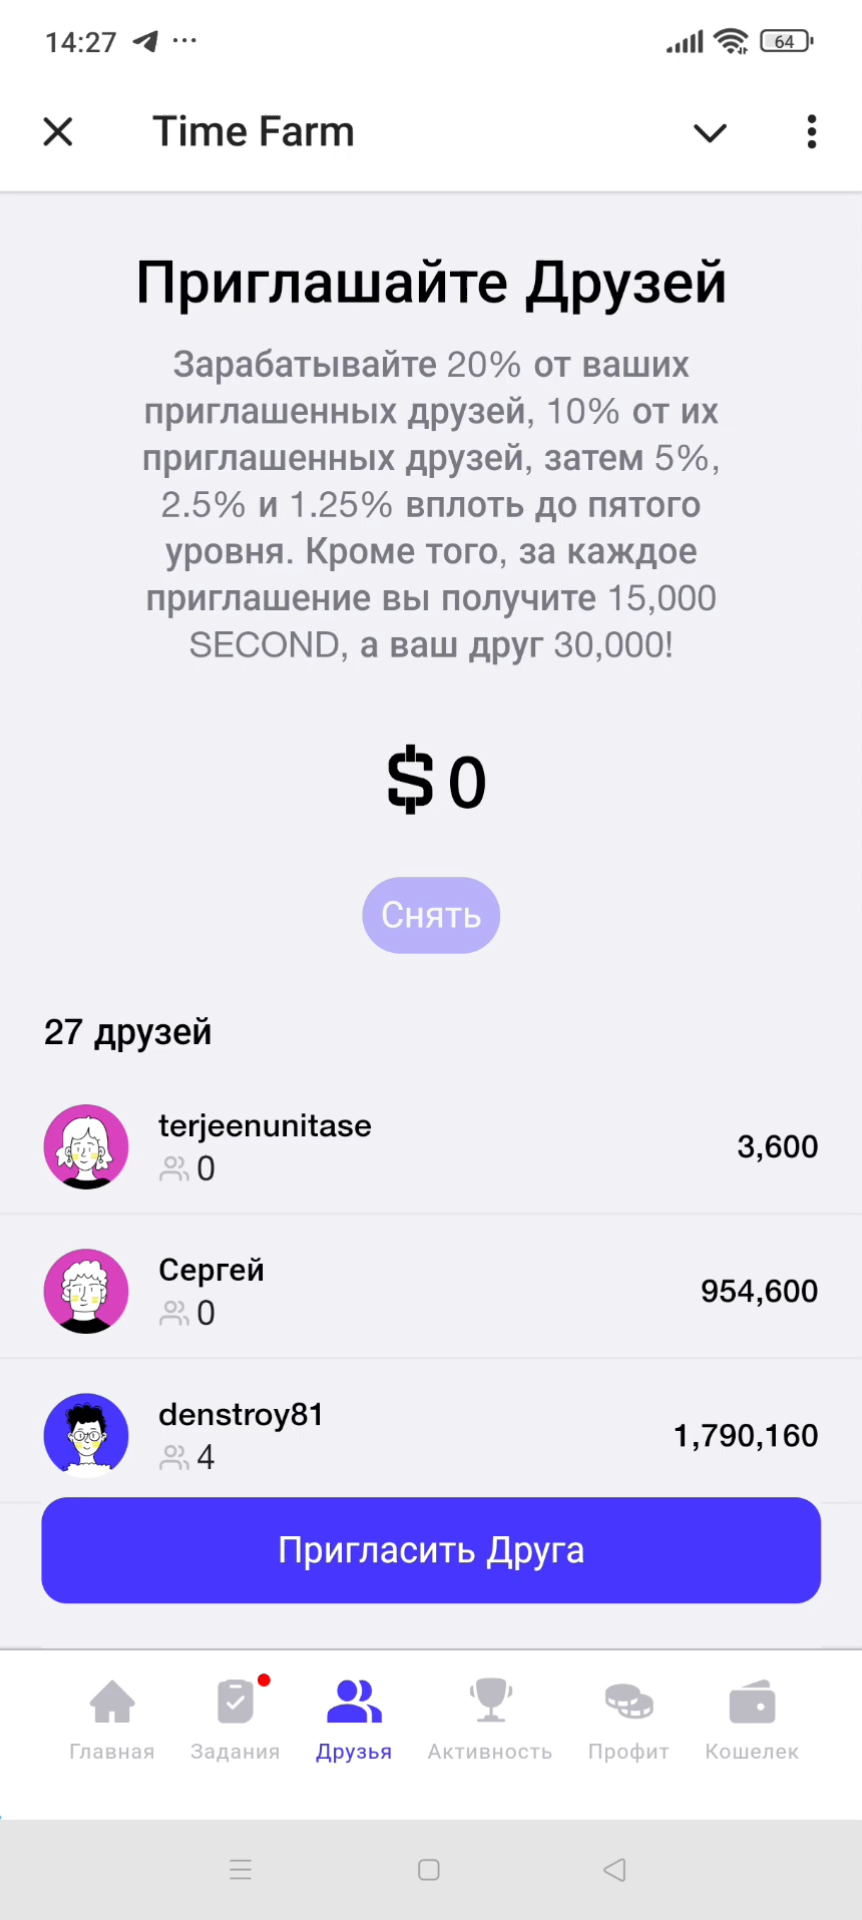 14:27
64
Time Farm
Приглашайте Друзей
Зарабатывайте 20% от ваших
приглашенных друзей, 10% от их
приглашенных друзей, затем 5%,
2.5% и 1.25% вплоть до пятого
уровня. Кроме того, за каждое
приглашение вы получите 15,000
SECOND, а ваш друг 30,000!
$ 0
Снять
27 друзей
terjeenunitase
0
3,600
Сергей
0
954,600
denstroy81
4
1,790,160
Пригласить Друга
Главная Задания Друзья Активность Профит Кошелек